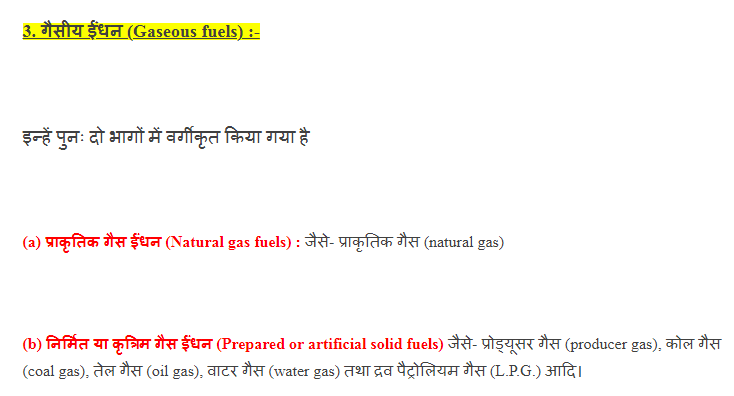 3. गैसीय ईंधन (Gaseous fuels) :-
इन्हें पुनः दो भागों में वर्गीकृत किया गया है
(a) प्राकृतिक गैस ईंधन (Natural gas fuels) : जैसे- प्राकृतिक गैस (natural gas)
(b) निर्मित या कृत्रिम गैस ईंधन (Prepared or artificial solid fuels) जैसे- प्रोड्यूसर गैस (producer gas), कोल गैस
(coal gas), तेल गैस (oil gas), वाटर गैस (water gas) तथा द्रव पैट्रोलियम गैस (L.P.G.) आदि।